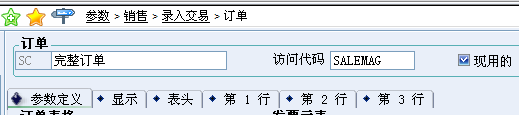 参数 > 销售 > 录入交易 > 订单
订单
SC 完整订单 访问代码 SALEMAG 现用的
参数定义 显示 表头 第 1 行 第 2 行 第 3 行